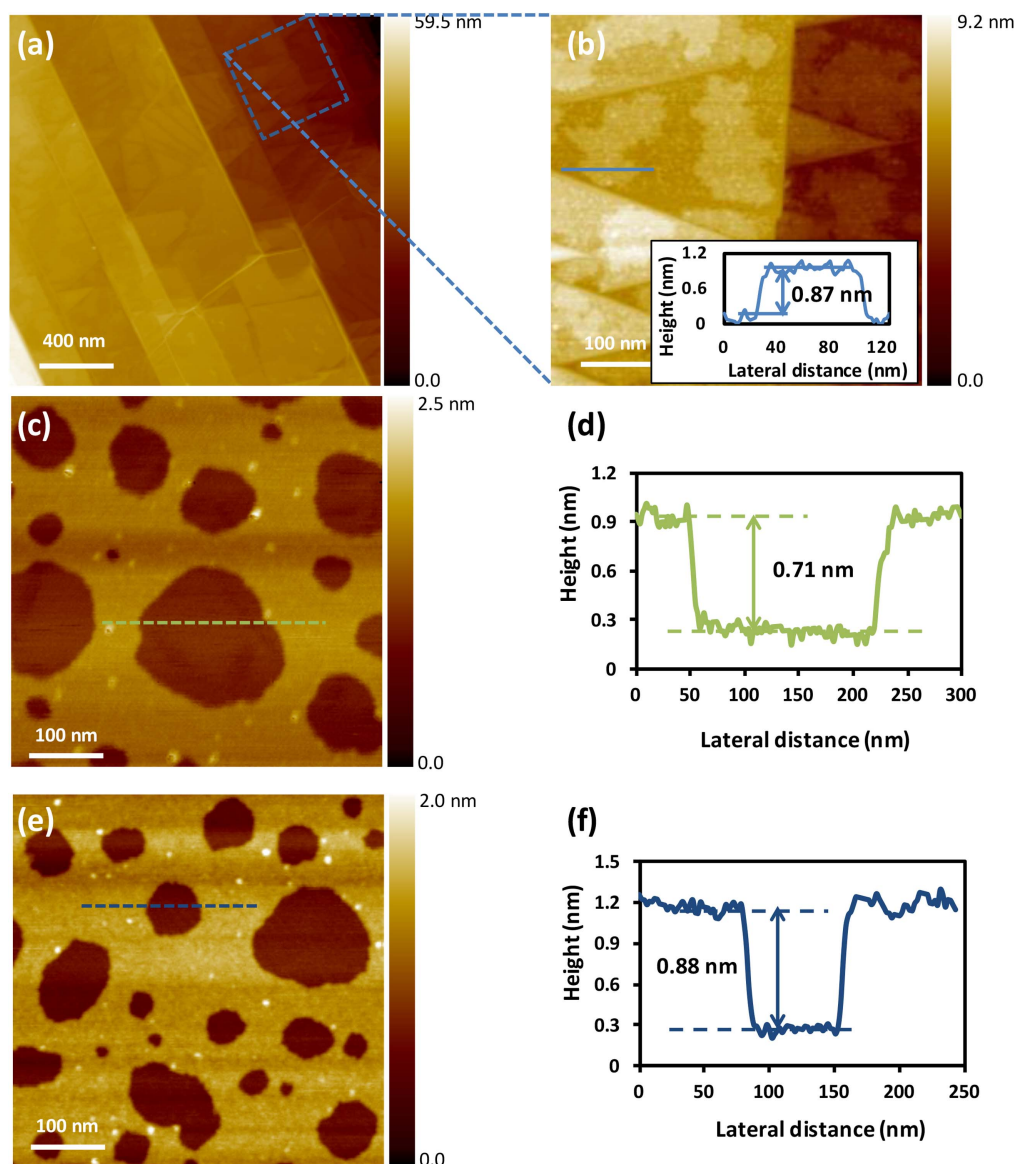 (a)
59.5 nm
400 nm
0.0
(b)
9.2 nm
100 nm
0.0
Height (nm)
1.2
0.6
0
0.87 nm
0 40 80 120
Lateral distance (nm)
(c)
2.5 nm
100 nm
0.0
(d)
Height (nm)
1.2
0.9
0.6
0.3
0
0.71 nm
0 50 100 150 200 250 300
Lateral distance (nm)
(e)
2.0 nm
100 nm
0.0
(f)
Height (nm)
1.5
1.2
0.9
0.6
0.3
0
0.88 nm
0 50 100 150 200 250
Lateral distance (nm)